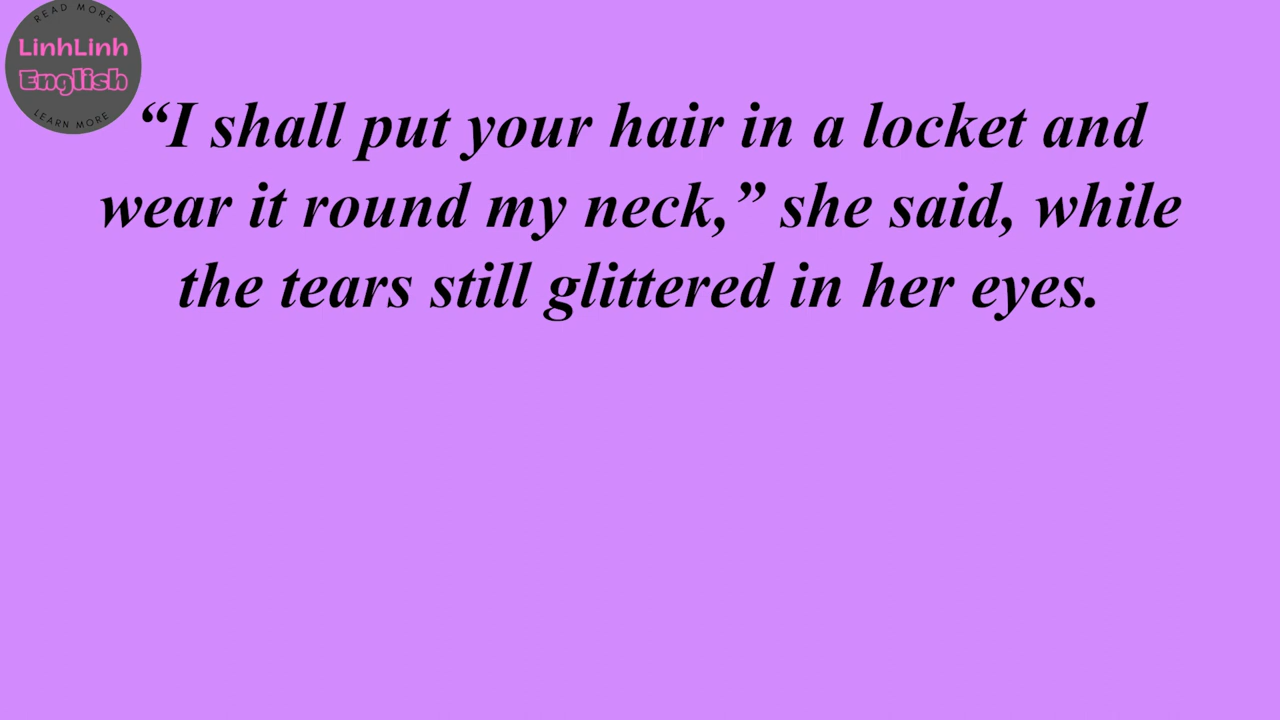 READ MORE
LinhLinh
English
LEARN MORE
“I shall put your hair in a locket and
wear it round my neck,” she said, while
the tears still glittered in her eyes.